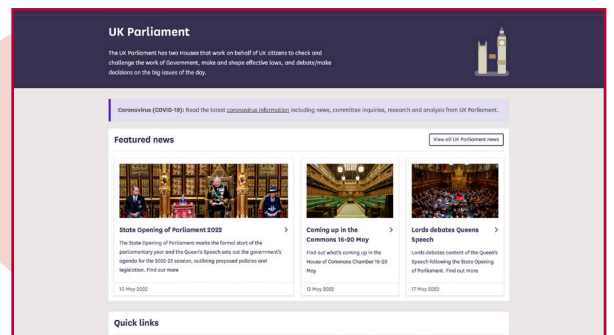 UK Parliament
The UK Parliament has two Houses that work on behalf of UK citizens to check and
challenge the work of Government, make and shape effective laws, and debate/make
decisions on the big issues of the day.
Coronavirus (COVID-19): Read the latest coronavirus information including news, committee inquiries, research and analysis from UK Parliament.
Featured news
View all UK Parliament news
State Opening of Parliament 2022
The State Opening of Parliament marks the formal start of the
parliamentary year and the Queen's Speech sets out the government's
agenda for the 2022-23 session, outlining proposed policies and
legislation. Find out more
10 May 2022
Coming up in the
Commons 16-20 May
Find out what's coming up in the
House of Commons Chamber 16-20
May
13 May 2022
Lords debates Queens
Speech
Lords debates content of the Queen's
Speech following the State Opening
of Parliament. Find out more
17 May 2022
Quick links